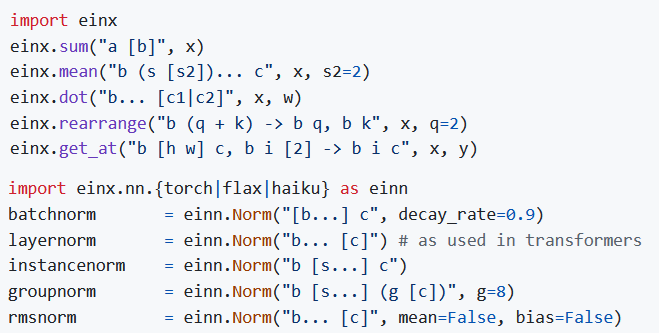 import einx
einx.sum("a [b]", x)
einx.mean("b (s [s2])... c", x, s2=2)
einx.dot("b... [c1|c2]", x, w)
einx.rearrange("b (q + k) -> b q, b k", x, q=2)
einx.get_at("b [h w] c, b i [2] -> b i c", x, y)
import einx.nn.{torch|flax|haiku} as einn
batchnorm = einn.Norm("[b...] c", decay_rate=0.9)
layernorm = einn.Norm("b... [c]") # as used in transformers
instancenorm = einn.Norm("b [s...] c")
groupnorm = einn.Norm("b [s...] (g [c])", g=8)
rmsnorm = einn.Norm("b... [c]", mean=False, bias=False)